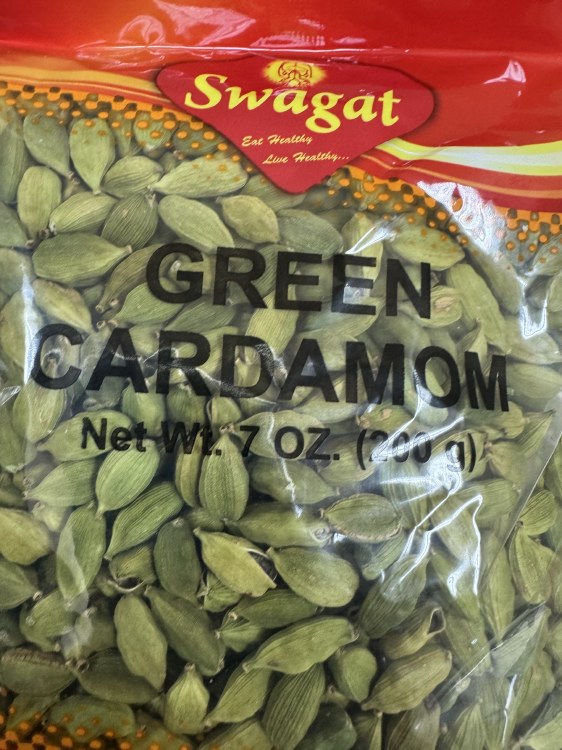 Swagat
Eat Healthy
Live Healthy...
GREEN
CARDAMOM
Net Wt. 7 OZ. (200 g)